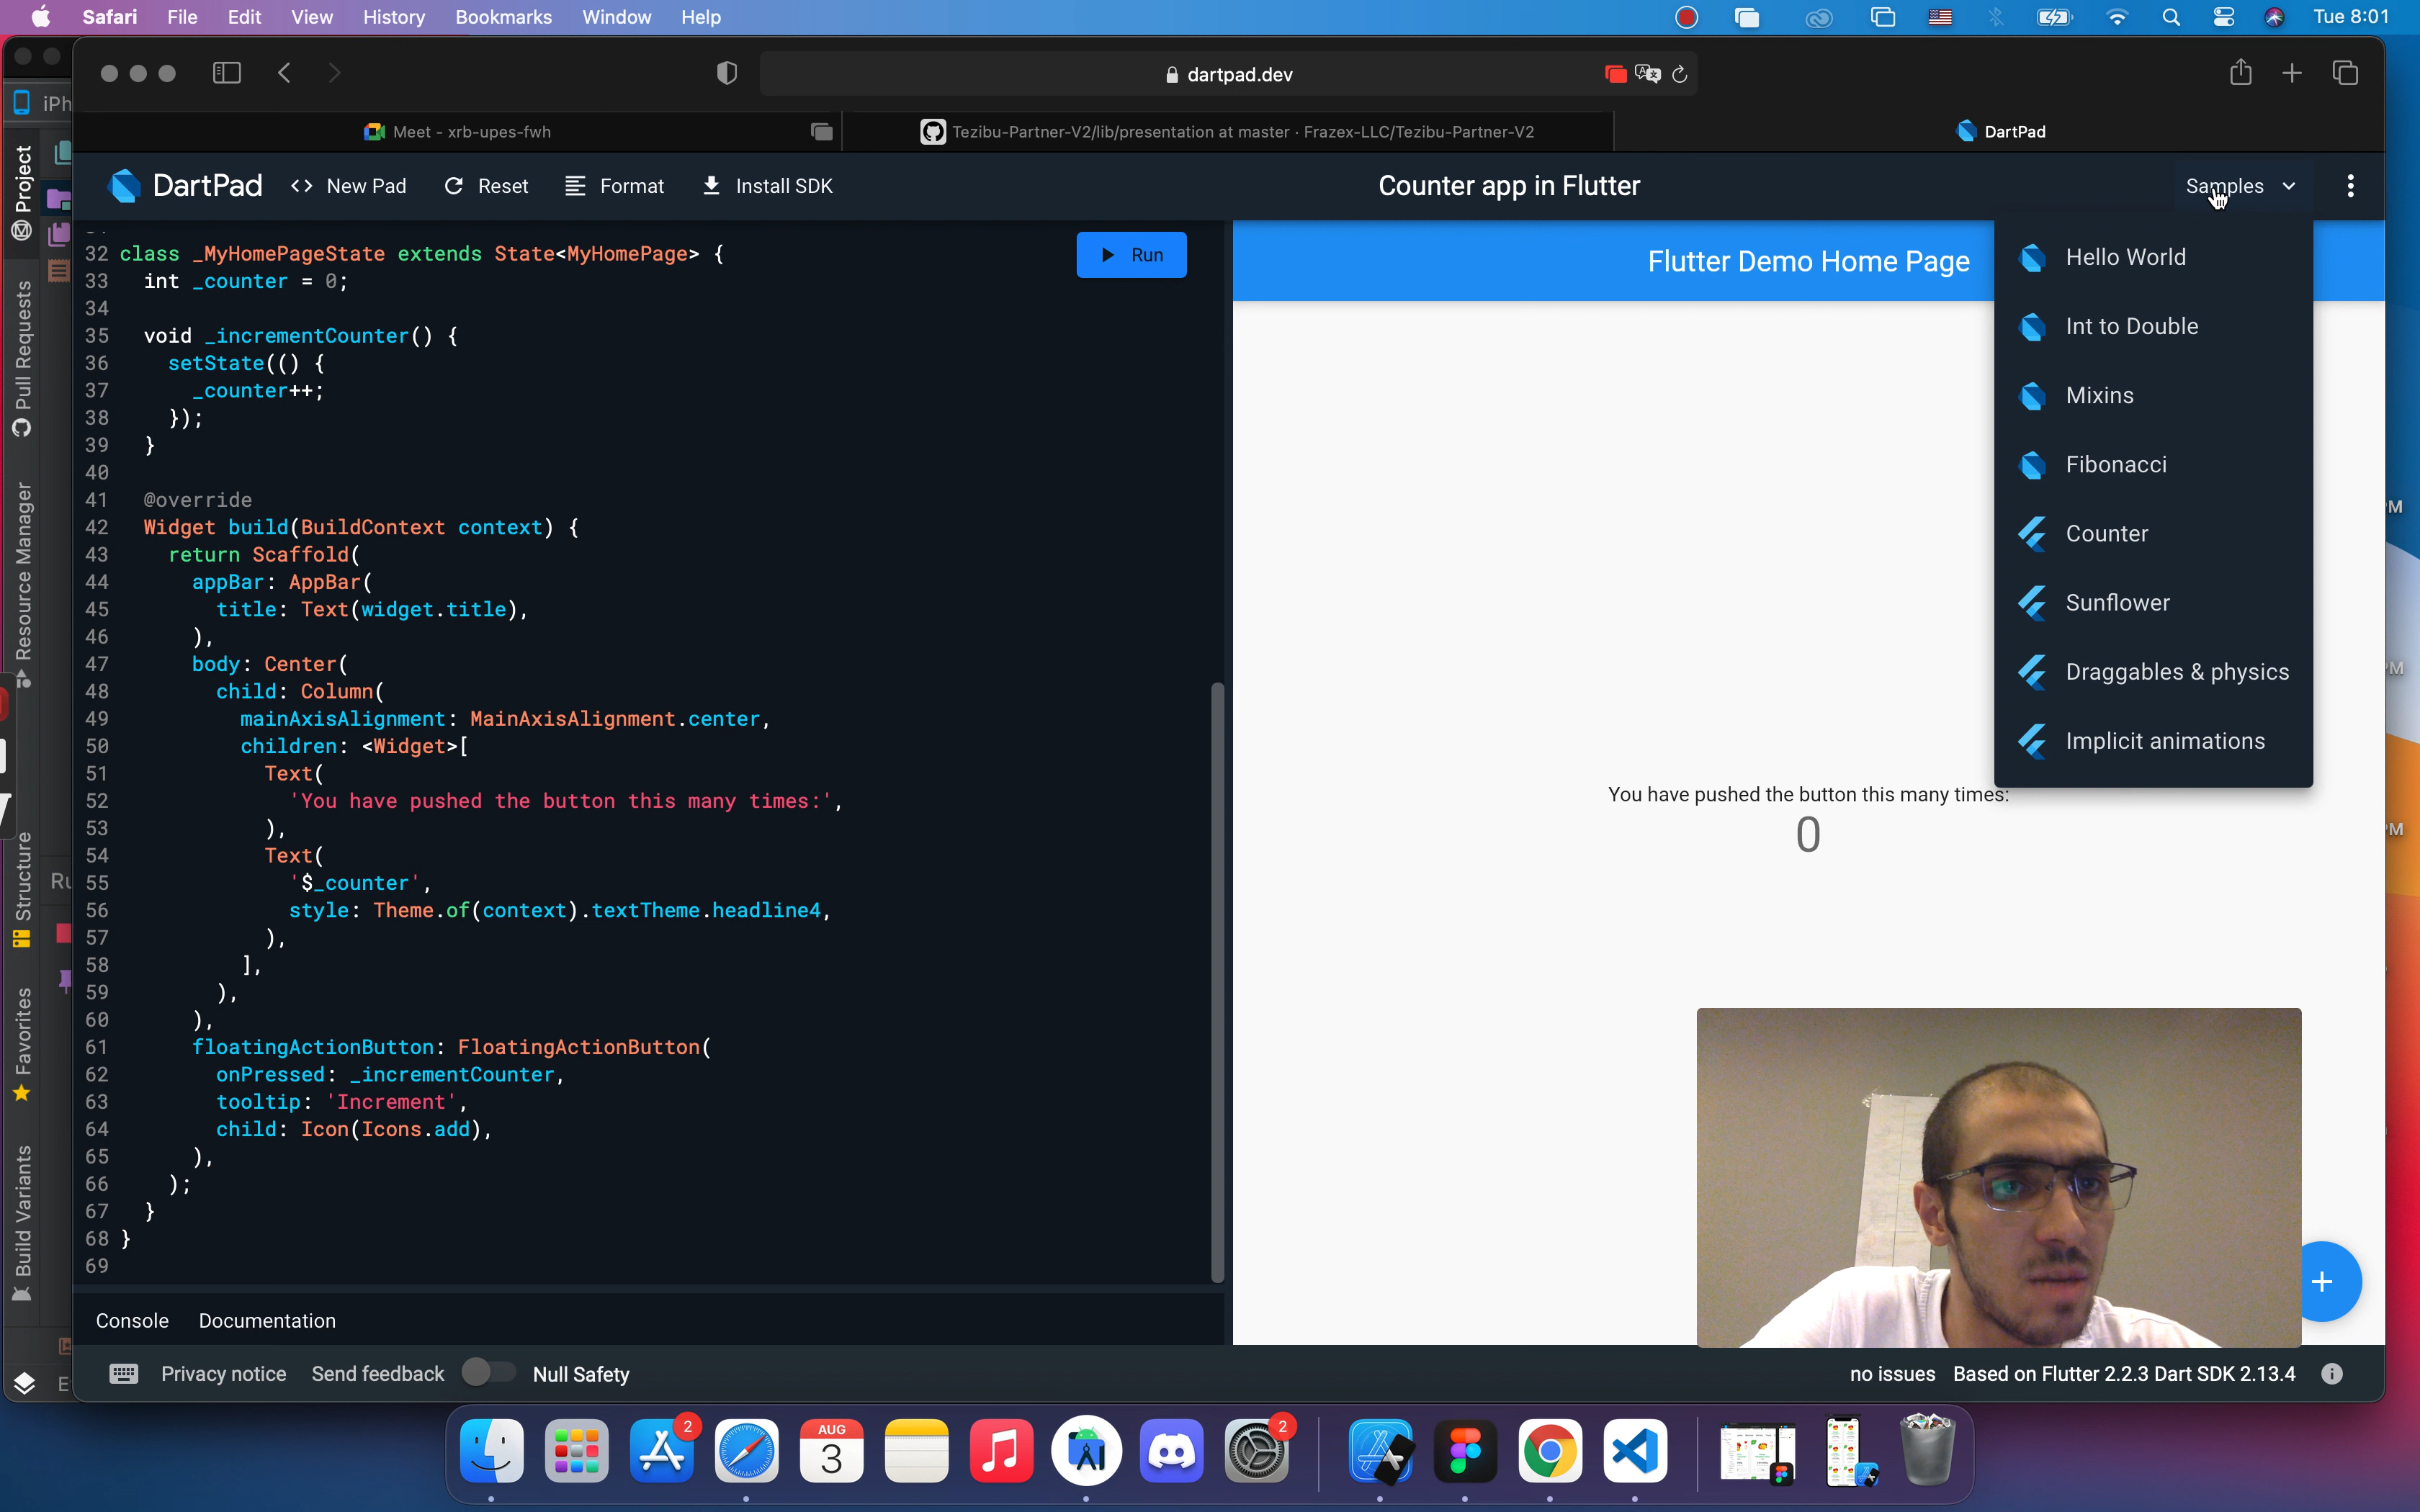 Safari File Edit View History Bookmarks Window Help Tue 8:01
dartpad.dev
iPh
Meet - xrb-upes-fwh
Tezibu-Partner-V2/lib/presentation at master · Frazex-LLC/Tezibu-Partner-V2
DartPad
DartPad <> New Pad Reset Format Install SDK
Counter app in Flutter
Samples
Project
Pull Requests
Resource Manager
Structure
Favorites
Build Variants
Ru
32 class _MyHomePageState extends State<MyHomePage> {
33 int _counter = 0;
34
35 void _incrementCounter() {
36 setState(() {
37 _counter++;
38 });
39 }
40
41 @override
42 Widget build(BuildContext context) {
43 return Scaffold(
44 appBar: AppBar(
45 title: Text(widget.title),
46 ),
47 body: Center(
48 child: Column(
49 mainAxisAlignment: MainAxisAlignment.center,
50 children: <Widget>[
51 Text(
52 'You have pushed the button this many times:',
53 ),
54 Text(
55 '$_counter',
56 style: Theme.of(context).textTheme.headline4,
57 ),
58 ],
59 ),
60 ),
61 floatingActionButton: FloatingActionButton(
62 onPressed: _incrementCounter,
63 tooltip: 'Increment',
64 child: Icon(Icons.add),
65 ),
66 );
67 }
68 }
69
Run
Flutter Demo Home Page
Hello World
Int to Double
Mixins
Fibonacci
Counter
Sunflower
Draggables & physics
Implicit animations
You have pushed the button this many times:
0
+
PM
PM
PM
Console Documentation
Privacy notice Send feedback Null Safety
no issues Based on Flutter 2.2.3 Dart SDK 2.13.4
E
2
AUG
3
2